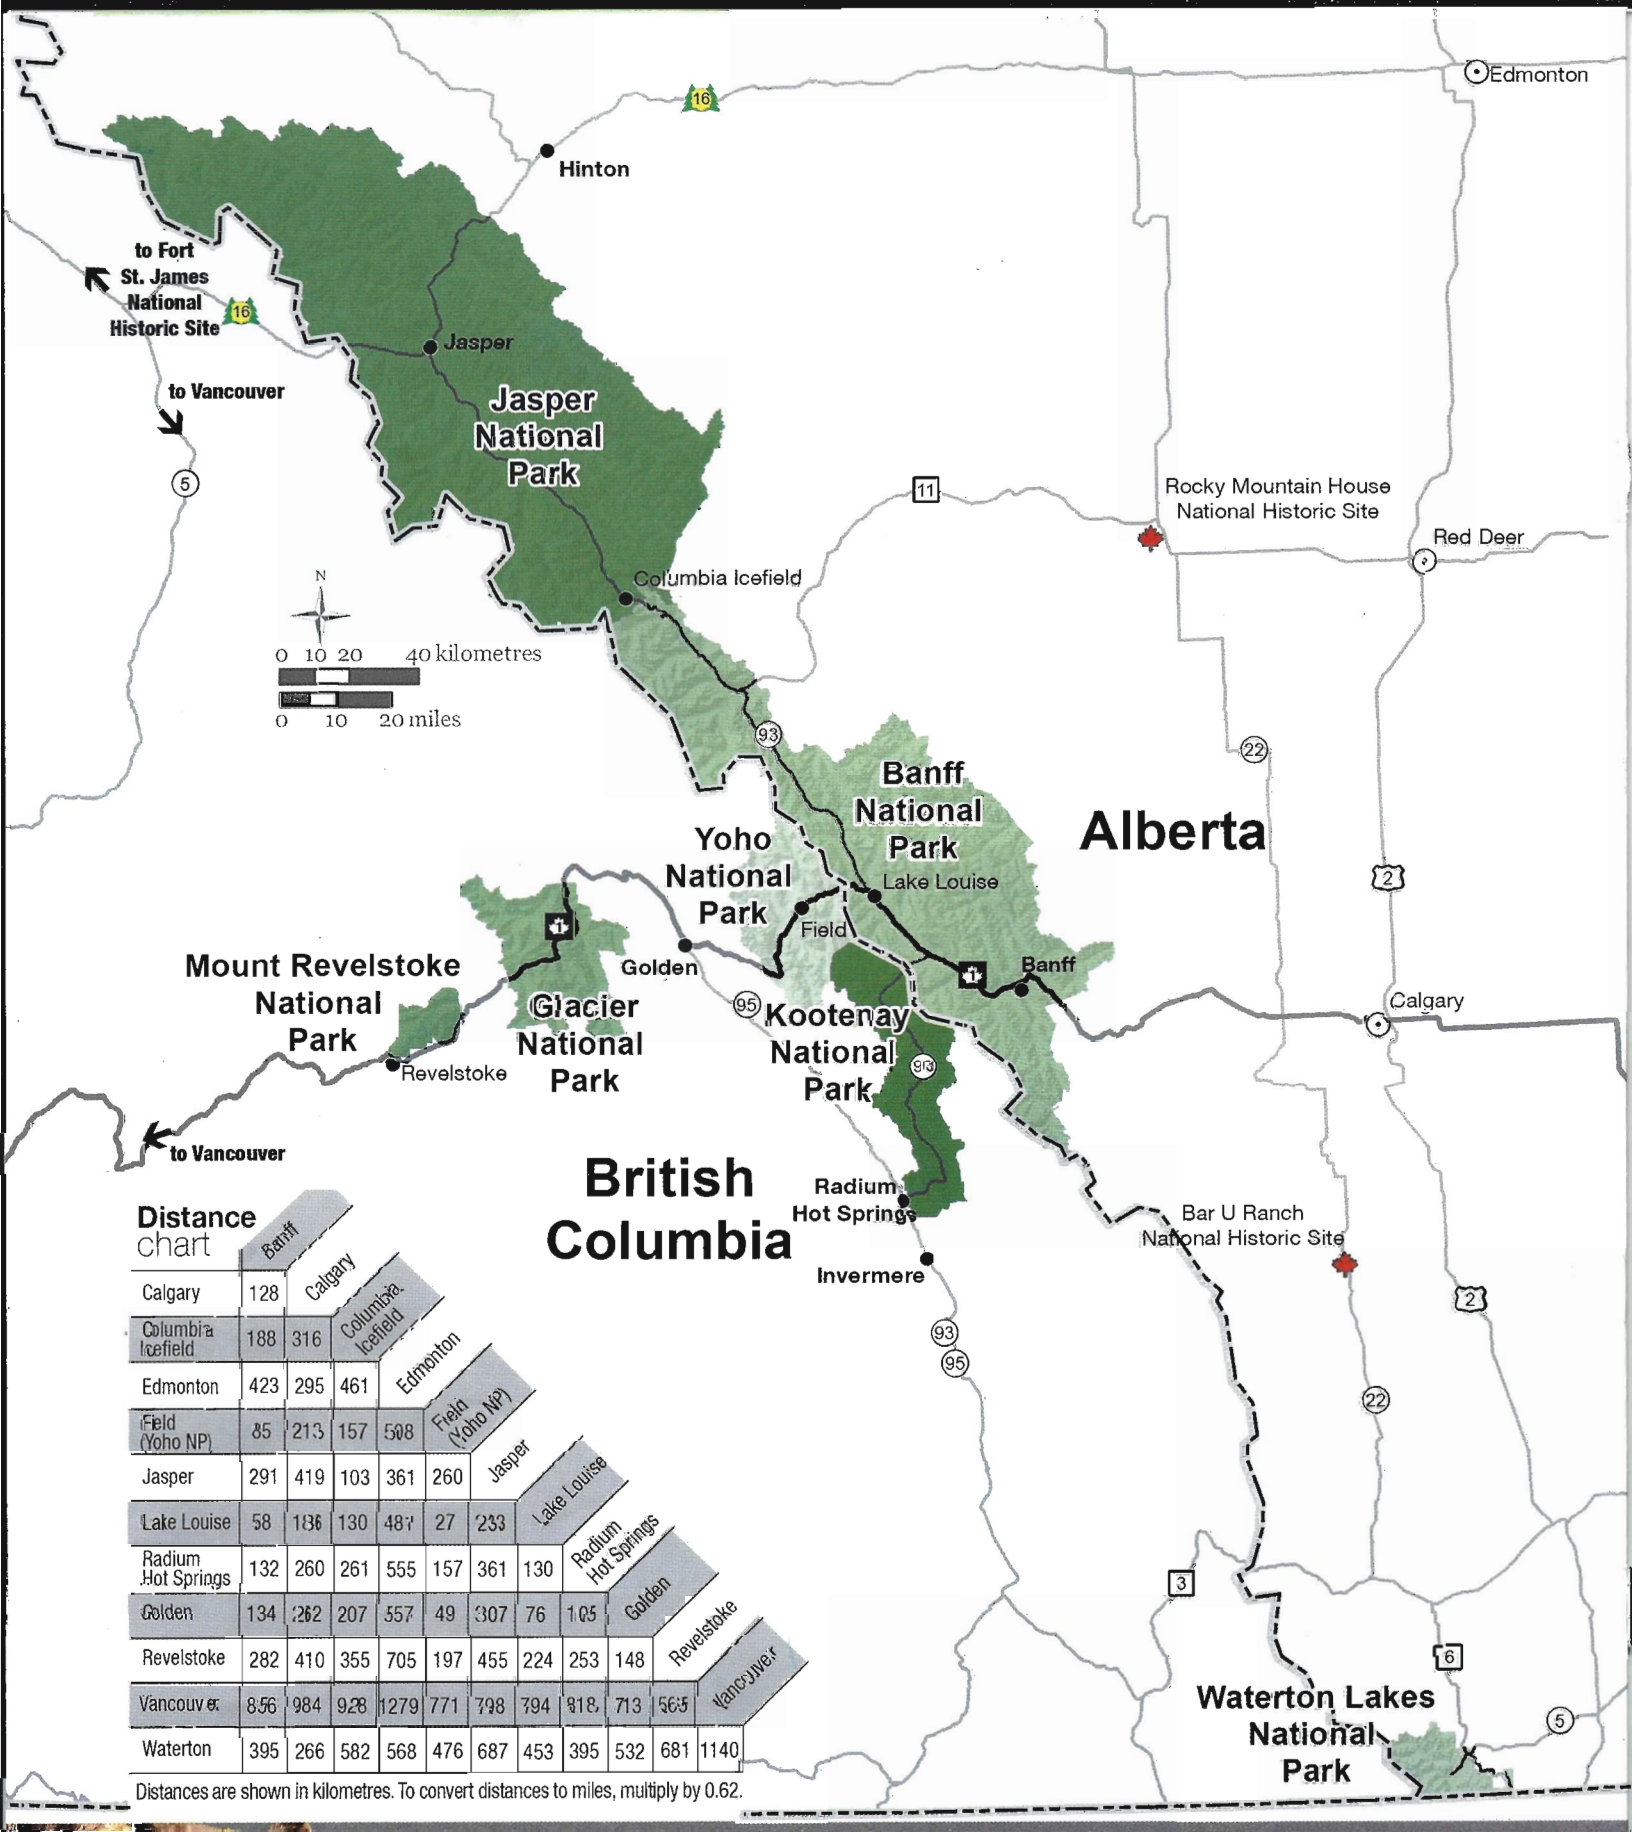 16
Edmonton
Hinton
to Fort
St. James
National
Historic Site
16
Jasper
to Vancouver
Jasper
National
Park
5
11
Rocky Mountain House
National Historic Site
Red Deer
N
Columbia Icefield
0 10 20 40 kilometres
0 10 20 miles
93
22
Banff
National
Park
Alberta
Yoho
National
Park
2
Lake Louise
1
Field
Mount Revelstoke
National
Park
Golden
1
Banff
95
Calgary
Glacier
National
Park
Kootenay
National
Park
93
Revelstoke
to Vancouver
British
Columbia
Radium
Hot Springs
Bar U Ranch
National Historic Site
Invermere
2
93
95
22
3
6
Waterton Lakes
National
Park
5
Distance
chart
Banff
Calgary 128 Calgary
Columbia
Icefield 188 316 Columbia
Icefield
Edmonton 423 295 461 Edmonton
Field
(Yoho NP) 85 213 157 508 Field
(Yoho NP)
Jasper 291 419 103 361 260 Jasper
Lake Louise 58 186 130 487 27 233 Lake Louise
Radium
Hot Springs 132 260 261 555 157 361 130 Radium
Hot Springs
Golden 134 262 207 557 49 307 76 105 Golden
Revelstoke 282 410 355 705 197 455 224 253 148 Revelstoke
Vancouver 856 984 928 1279 771 798 794 818 713 565 Vancouver
Waterton 395 266 582 568 476 687 453 395 532 681 1140
Distances are shown in kilometres. To convert distances to miles, multiply by 0.62.